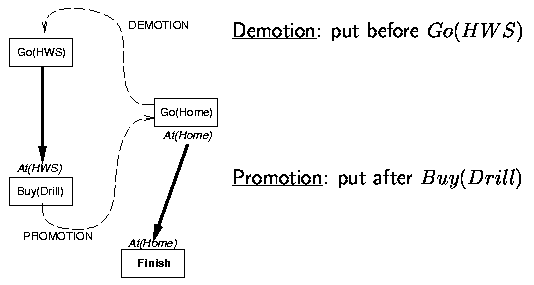 DEMOTION
Demotion: put before Go(HWS)
Go(HWS)
Go(Home)
At(Home)
At(HWS)
Buy(Drill)
Promotion: put after Buy(Drill)
PROMOTION
At(Home)
Finish